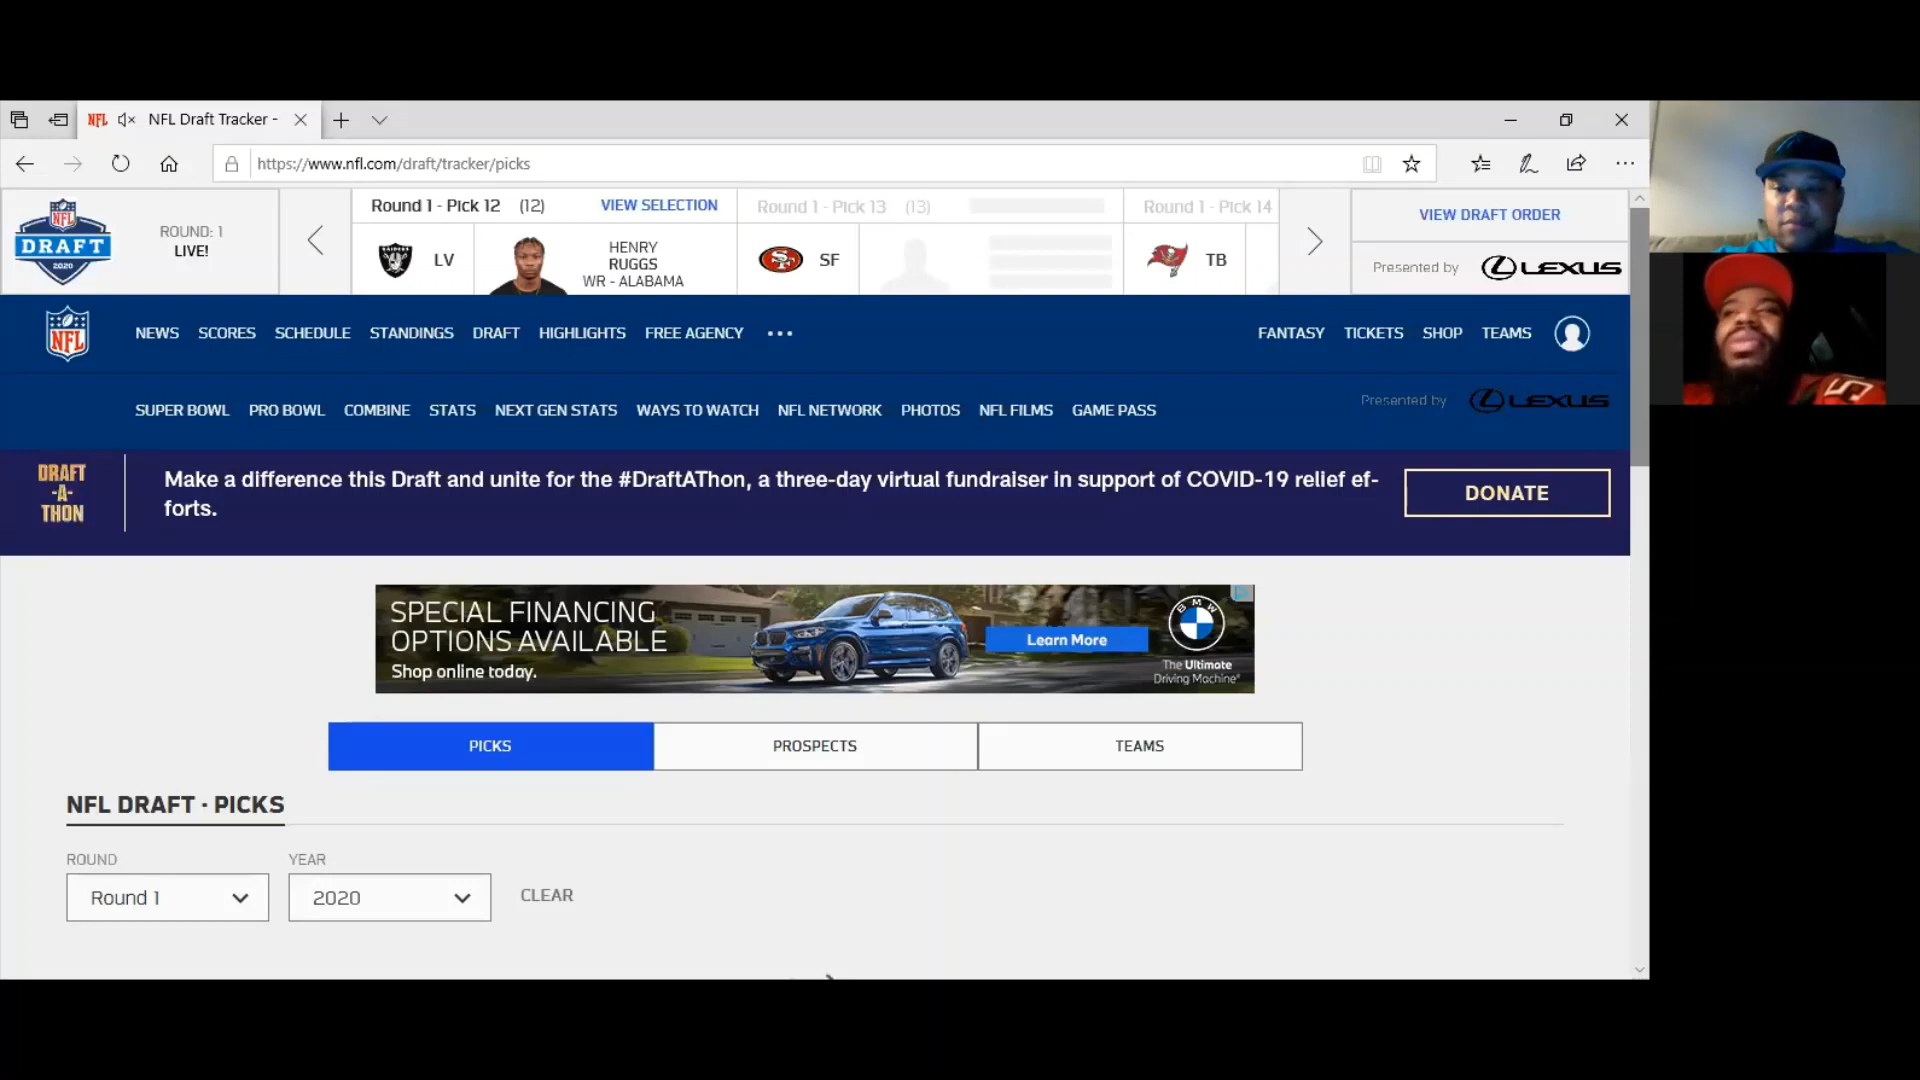 NFL NFL Draft Tracker -
https://www.nfl.com/draft/tracker/picks
NFL
DRAFT
2020
ROUND: 1
LIVE!
Round 1 - Pick 12 (12) VIEW SELECTION
RAIDERS
LV
HENRY
RUGGS
WR - ALABAMA
Round 1 - Pick 13 (13)
SF
SF
Round 1 - Pick 14
TB
VIEW DRAFT ORDER
Presented by LEXUS
NFL
NEWS SCORES SCHEDULE STANDINGS DRAFT HIGHLIGHTS FREE AGENCY ••• FANTASY TICKETS SHOP TEAMS
SUPER BOWL PRO BOWL COMBINE STATS NEXT GEN STATS WAYS TO WATCH NFL NETWORK PHOTOS NFL FILMS GAME PASS
Presented by LEXUS
DRAFT
-A-
THON
Make a difference this Draft and unite for the #DraftAThon, a three-day virtual fundraiser in support of COVID-19 relief ef-
forts.
DONATE
SPECIAL FINANCING
OPTIONS AVAILABLE
Shop online today.
Learn More
BMW
The Ultimate
Driving Machine®
PICKS PROSPECTS TEAMS
NFL DRAFT · PICKS
ROUND YEAR
Round 1 2020 CLEAR
5